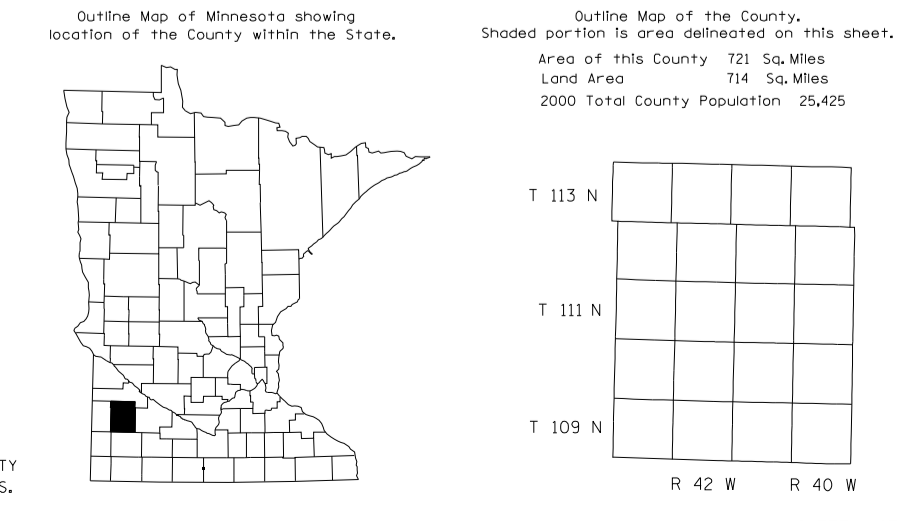 Outline Map of Minnesota showing
location of the County within the State.
Outline Map of the County.
Shaded portion is area delineated on this sheet.
Area of this County 721 Sq. Miles
Land Area 714 Sq. Miles
2000 Total County Population 25,425
T 113 N
T 111 N
T 109 N
R 42 W R 40 W
TY
S.